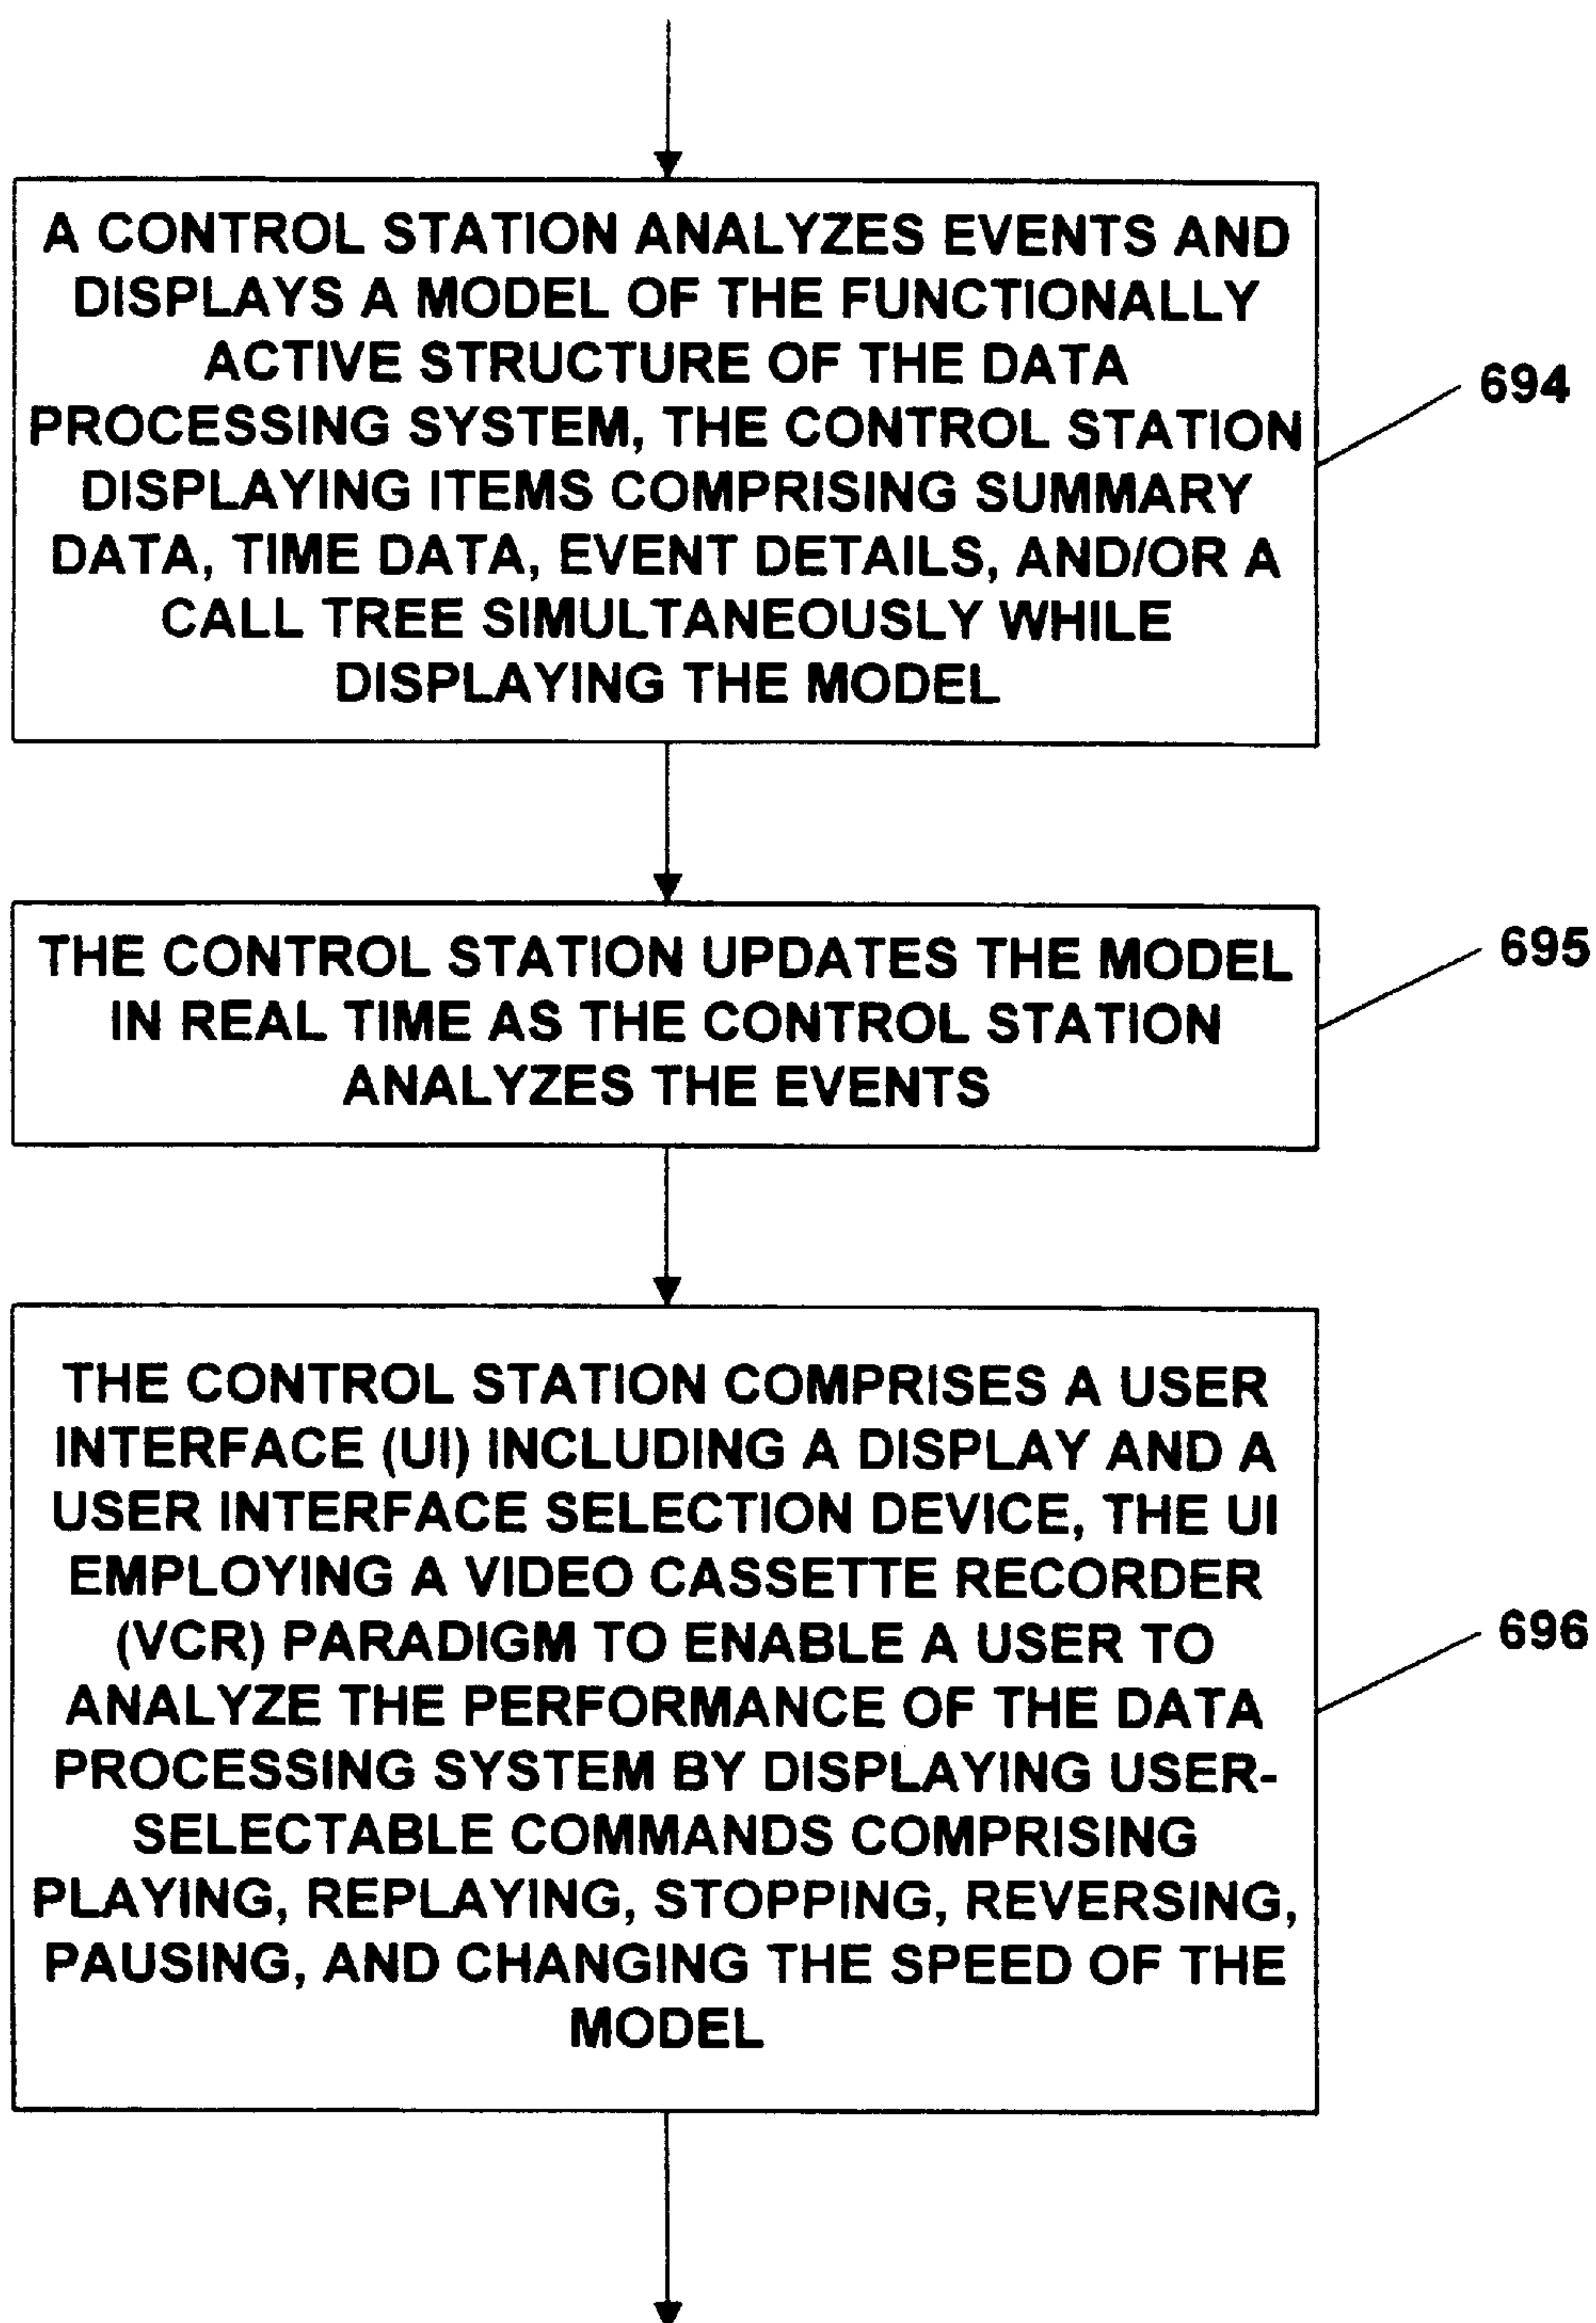 A CONTROL STATION ANALYZES EVENTS AND
DISPLAYS A MODEL OF THE FUNCTIONALLY
ACTIVE STRUCTURE OF THE DATA
PROCESSING SYSTEM, THE CONTROL STATION
DISPLAYING ITEMS COMPRISING SUMMARY
DATA, TIME DATA, EVENT DETAILS, AND/OR A
CALL TREE SIMULTANEOUSLY WHILE
DISPLAYING THE MODEL
694
THE CONTROL STATION UPDATES THE MODEL
IN REAL TIME AS THE CONTROL STATION
ANALYZES THE EVENTS
695
THE CONTROL STATION COMPRISES A USER
INTERFACE (UI) INCLUDING A DISPLAY AND A
USER INTERFACE SELECTION DEVICE, THE UI
EMPLOYING A VIDEO CASSETTE RECORDER
(VCR) PARADIGM TO ENABLE A USER TO
ANALYZE THE PERFORMANCE OF THE DATA
PROCESSING SYSTEM BY DISPLAYING USER-
SELECTABLE COMMANDS COMPRISING
PLAYING, REPLAYING, STOPPING, REVERSING,
PAUSING, AND CHANGING THE SPEED OF THE
MODEL
696